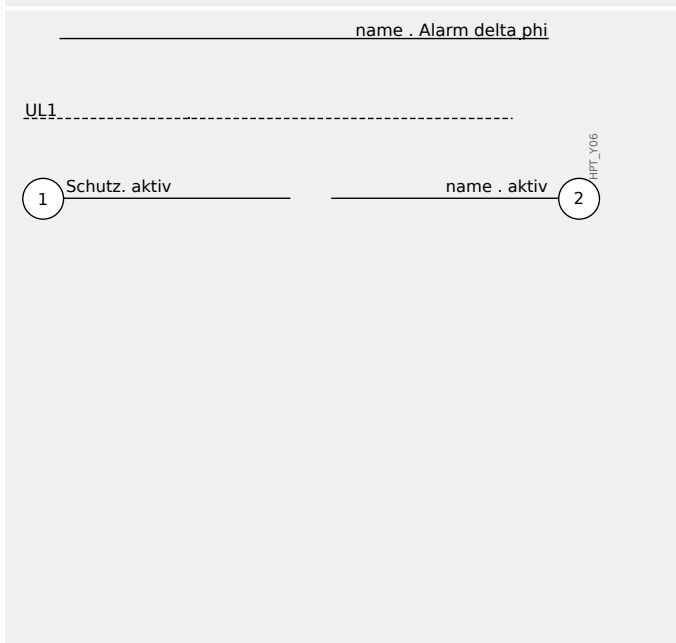 name . Alarm delta phi
UL1
HPT_Y06
1 Schutz. aktiv name . aktiv 2